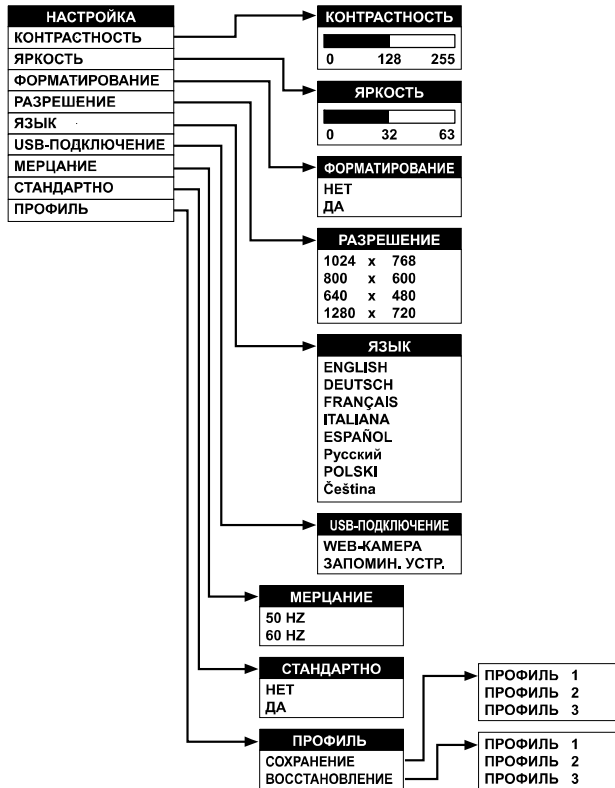 НАСТРОЙКА
КОНТРАСТНОСТЬ
ЯРКОСТЬ
ФОРМАТИРОВАНИЕ
РАЗРЕШЕНИЕ
ЯЗЫК
USB-ПОДКЛЮЧЕНИЕ
МЕРЦАНИЕ
СТАНДАРТНО
ПРОФИЛЬ
КОНТРАСТНОСТЬ
0 128 255
ЯРКОСТЬ
0 32 63
ФОРМАТИРОВАНИЕ
НЕТ
ДА
РАЗРЕШЕНИЕ
1024 x 768
800 x 600
640 x 480
1280 x 720
ЯЗЫК
ENGLISH
DEUTSCH
FRANÇAIS
ITALIANA
ESPAÑOL
Русский
POLSKI
Čeština
USB-ПОДКЛЮЧЕНИЕ
WEB-КАМЕРА
ЗАПОМИН. УСТР.
МЕРЦАНИЕ
50 HZ
60 HZ
СТАНДАРТНО
НЕТ
ДА
ПРОФИЛЬ
СОХРАНЕНИЕ
ВОССТАНОВЛЕНИЕ
ПРОФИЛЬ 1
ПРОФИЛЬ 2
ПРОФИЛЬ 3
ПРОФИЛЬ 1
ПРОФИЛЬ 2
ПРОФИЛЬ 3